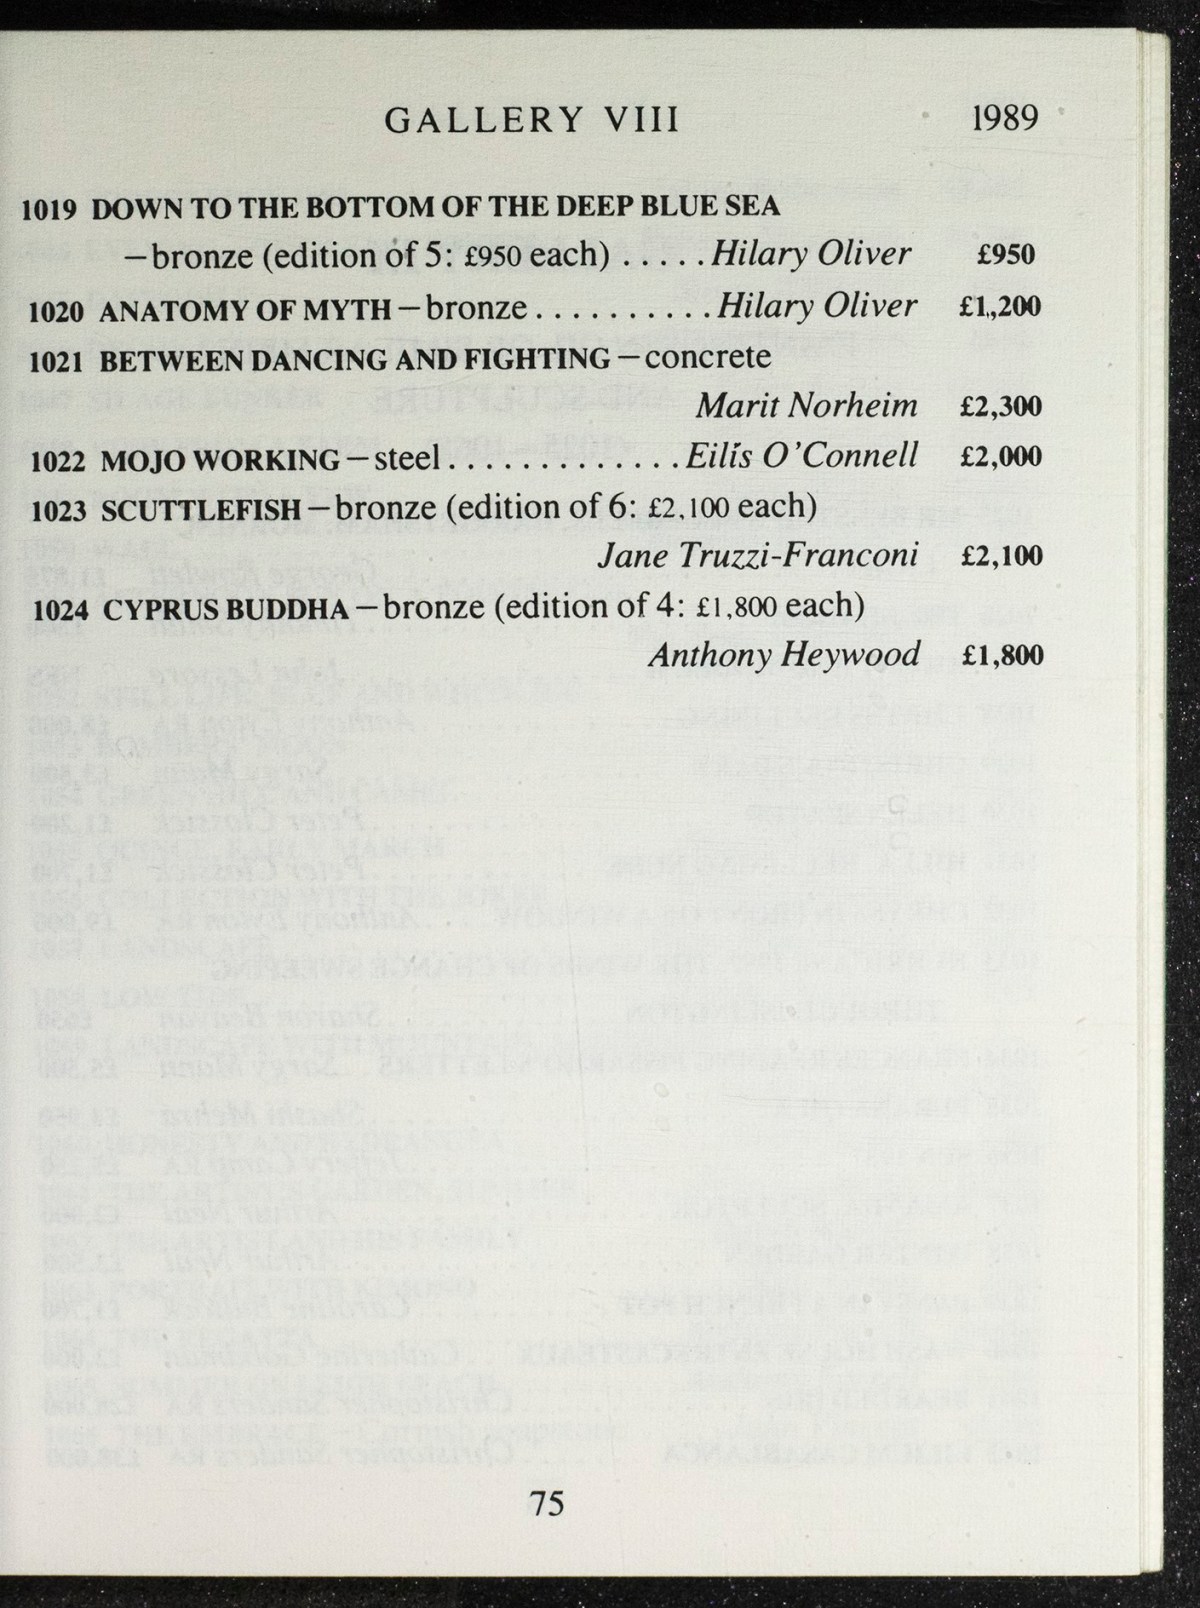 GALLERY VIII 1989
1019 DOWN TO THE BOTTOM OF THE DEEP BLUE SEA
—bronze (edition of 5: £950 each) ..... Hilary Oliver £950
1020 ANATOMY OF MYTH—bronze.......... Hilary Oliver £1,200
1021 BETWEEN DANCING AND FIGHTING—concrete
Marit Norheim £2,300
1022 MOJO WORKING—steel............. Eilís O'Connell £2,000
1023 SCUTTLEFISH—bronze (edition of 6: £2,100 each)
Jane Truzzi-Franconi £2,100
1024 CYPRUS BUDDHA—bronze (edition of 4: £1,800 each)
Anthony Heywood £1,800
75